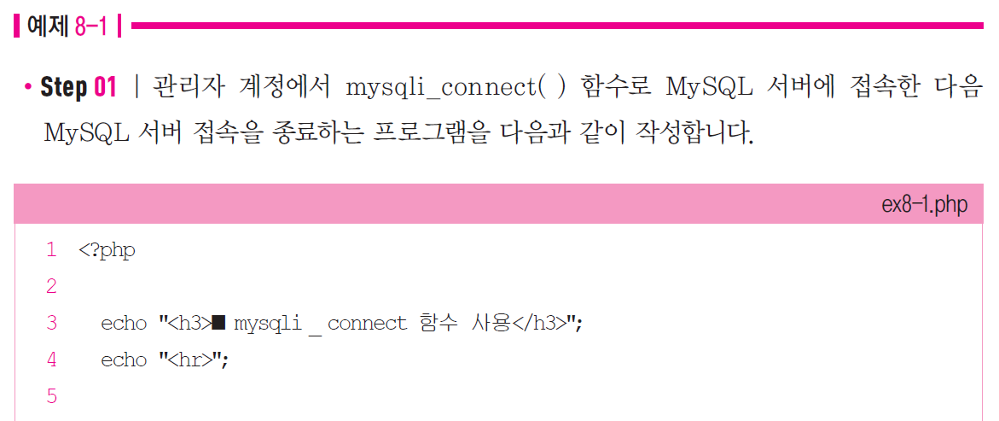 예제 8-1
• Step 01 | 관리자 계정에서 mysqli_connect( ) 함수로 MySQL 서버에 접속한 다음
MySQL 서버 접속을 종료하는 프로그램을 다음과 같이 작성합니다.
ex8-1.php
1 <?php
2
3 echo "<h3>■ mysqli _ connect 함수 사용</h3>";
4 echo "<hr>";
5